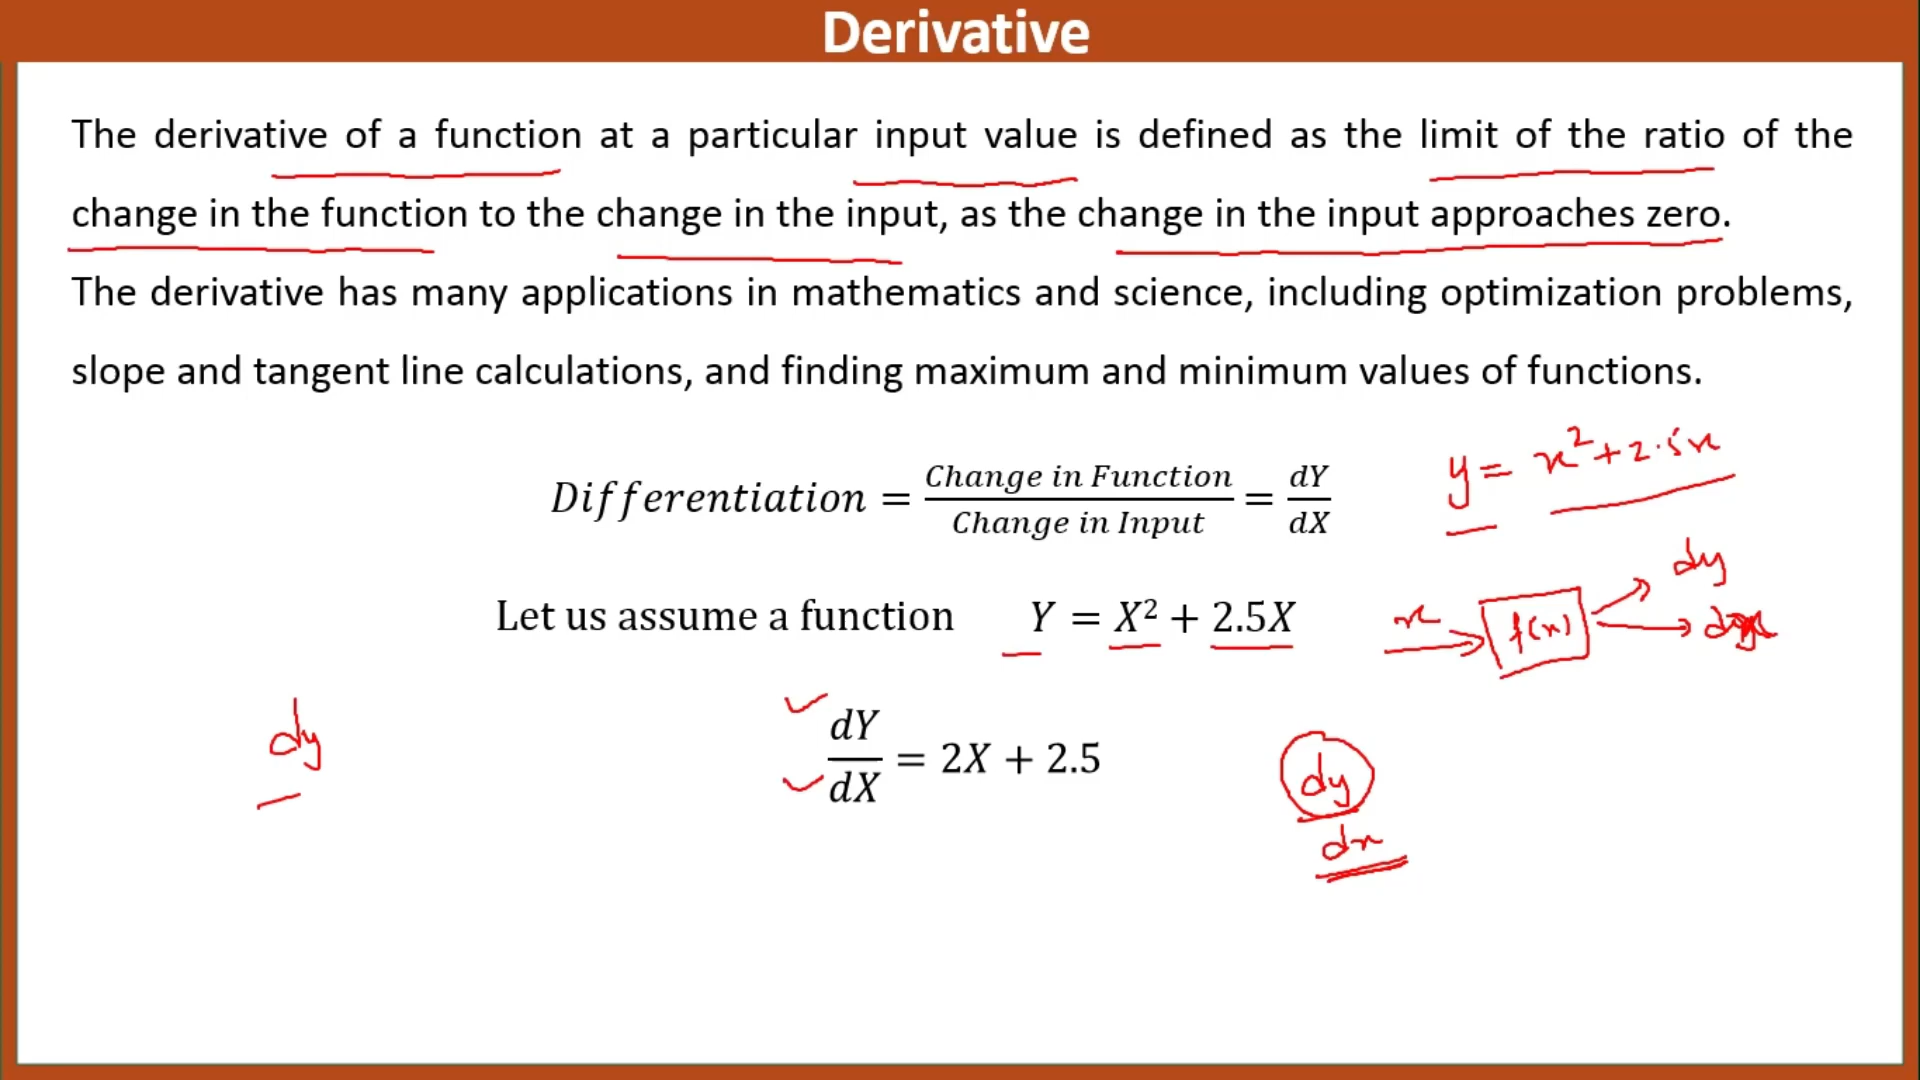 Derivative
The derivative of a function at a particular input value is defined as the limit of the ratio of the
change in the function to the change in the input, as the change in the input approaches zero.
The derivative has many applications in mathematics and science, including optimization problems,
slope and tangent line calculations, and finding maximum and minimum values of functions.
Differentiation = Change in Function / Change in Input = dY / dX
y = x² + 2.5x
Let us assume a function Y = X² + 2.5X
x f(x) dy
dY / dX = 2X + 2.5
dy
dy / dx